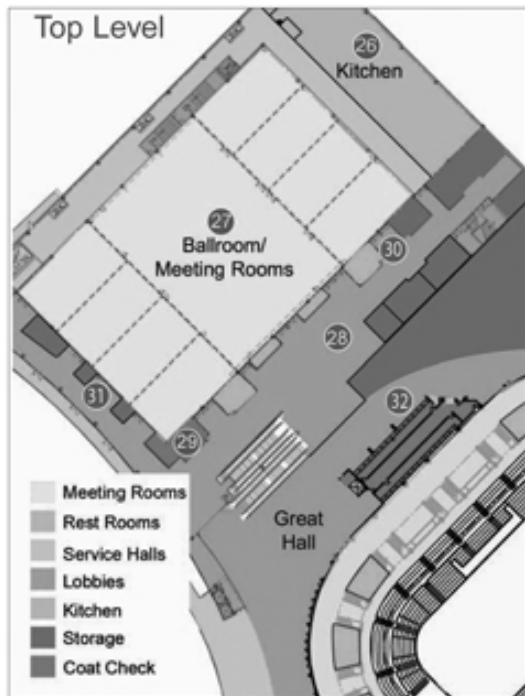 Top Level
26
Kitchen
27
Ballroom/
Meeting Rooms
30
28
31
29
32
Great
Hall
Meeting Rooms
Rest Rooms
Service Halls
Lobbies
Kitchen
Storage
Coat Check